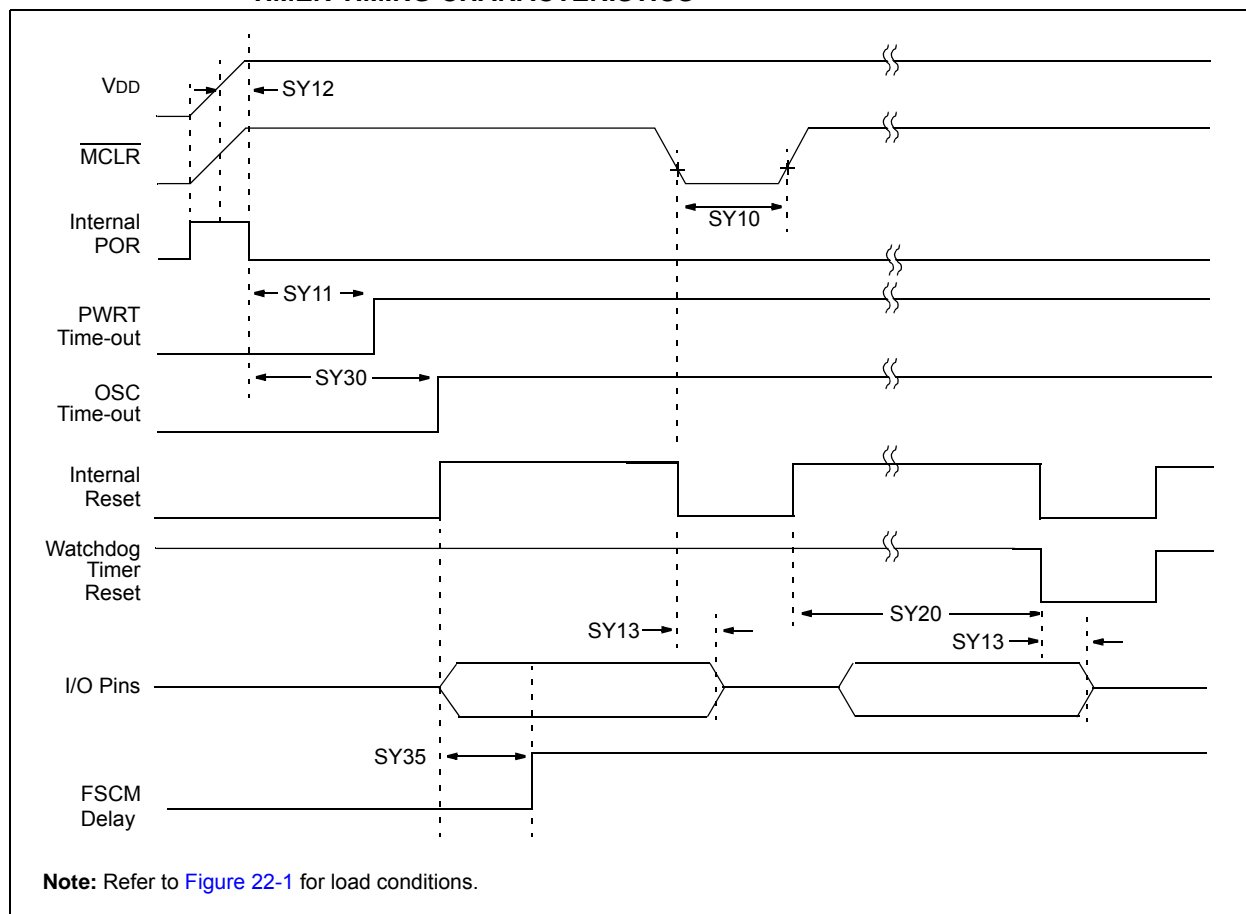 TIMER TIMING CHARACTERISTICS
VDD
SY12
MCLR
SY10
Internal
POR
SY11
PWRT
Time-out
SY30
OSC
Time-out
Internal
Reset
Watchdog
Timer
Reset
SY20
SY13
SY13
I/O Pins
SY35
FSCM
Delay
Note: Refer to Figure 22-1 for load conditions.